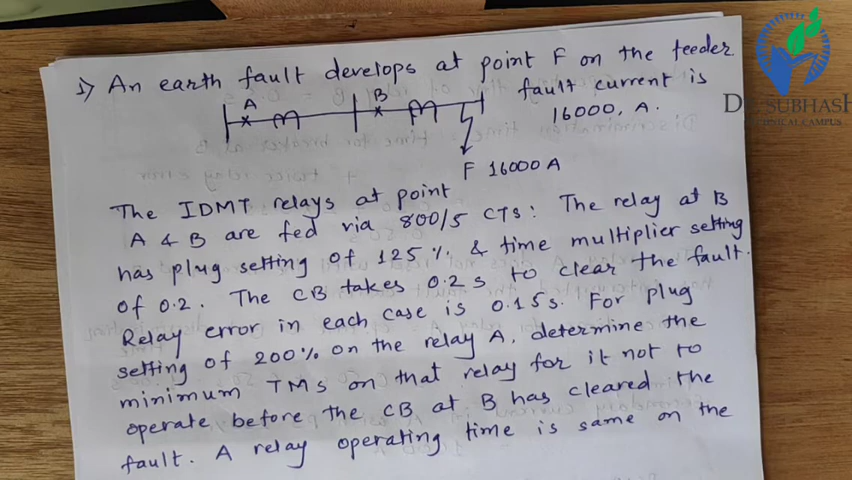 1) An earth fault develops at point F on the feeder
fault current is
16000, A.
A
B
F 16000 A
The IDMT relays at point
A & B are fed via 800/5 CTs: The relay at B
has plug setting of 125 % & time multiplier setting
of 0.2. The CB takes 0.2 s to clear the fault.
Relay error in each case is 0.15s. For plug
setting of 200% on the relay A, determine the
minimum TMS on that relay for it not to
operate before the CB at B has cleared the
fault. A relay operating time is same on the
SUBHASH
TECHNICAL CAMPUS